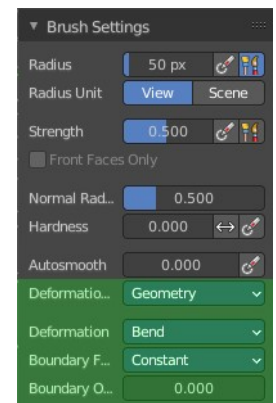 Brush Settings
Radius 50 px
Radius Unit View Scene
Strength 0.500
Front Faces Only
Normal Rad... 0.500
Hardness 0.000
Autosmooth 0.000
Deformatio... Geometry
Deformation Bend
Boundary F... Constant
Boundary O... 0.000